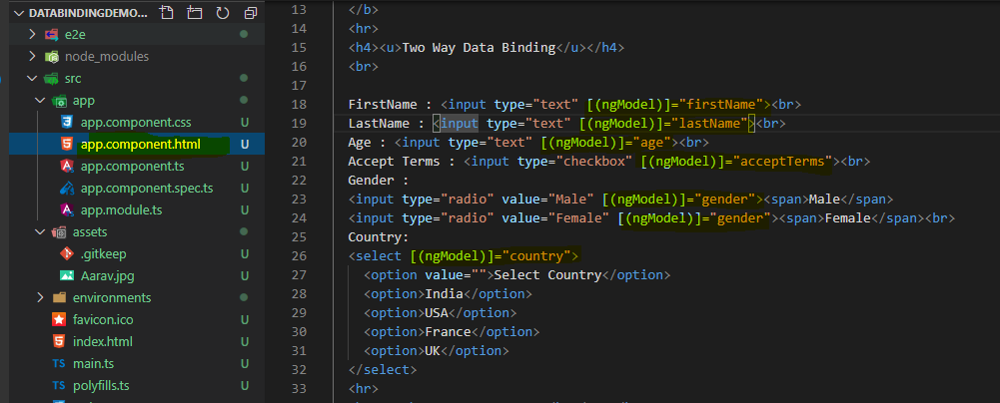 DATABINDINGDEMO...
e2e
node_modules
src
app
app.component.css U
app.component.html U
app.component.ts U
app.component.spec.ts U
app.module.ts U
assets
.gitkeep U
Aarav.jpg U
environments
favicon.ico U
index.html U
main.ts U
TS polyfills.ts U
13 </b>
14 <hr>
15 <h4><u>Two Way Data Binding</u></h4>
16 <br>
17
18 FirstName : <input type="text" [(ngModel)]="firstName"><br>
19 LastName : <input type="text" [(ngModel)]="lastName"><br>
20 Age : <input type="text" [(ngModel)]="age"><br>
21 Accept Terms : <input type="checkbox" [(ngModel)]="acceptTerms"><br>
22 Gender :
23 <input type="radio" value="Male" [(ngModel)]="gender"><span>Male</span>
24 <input type="radio" value="Female" [(ngModel)]="gender"><span>Female</span><br>
25 Country:
26 <select [(ngModel)]="country">
27 <option value="">Select Country</option>
28 <option>India</option>
29 <option>USA</option>
30 <option>France</option>
31 <option>UK</option>
32 </select>
33 <hr>